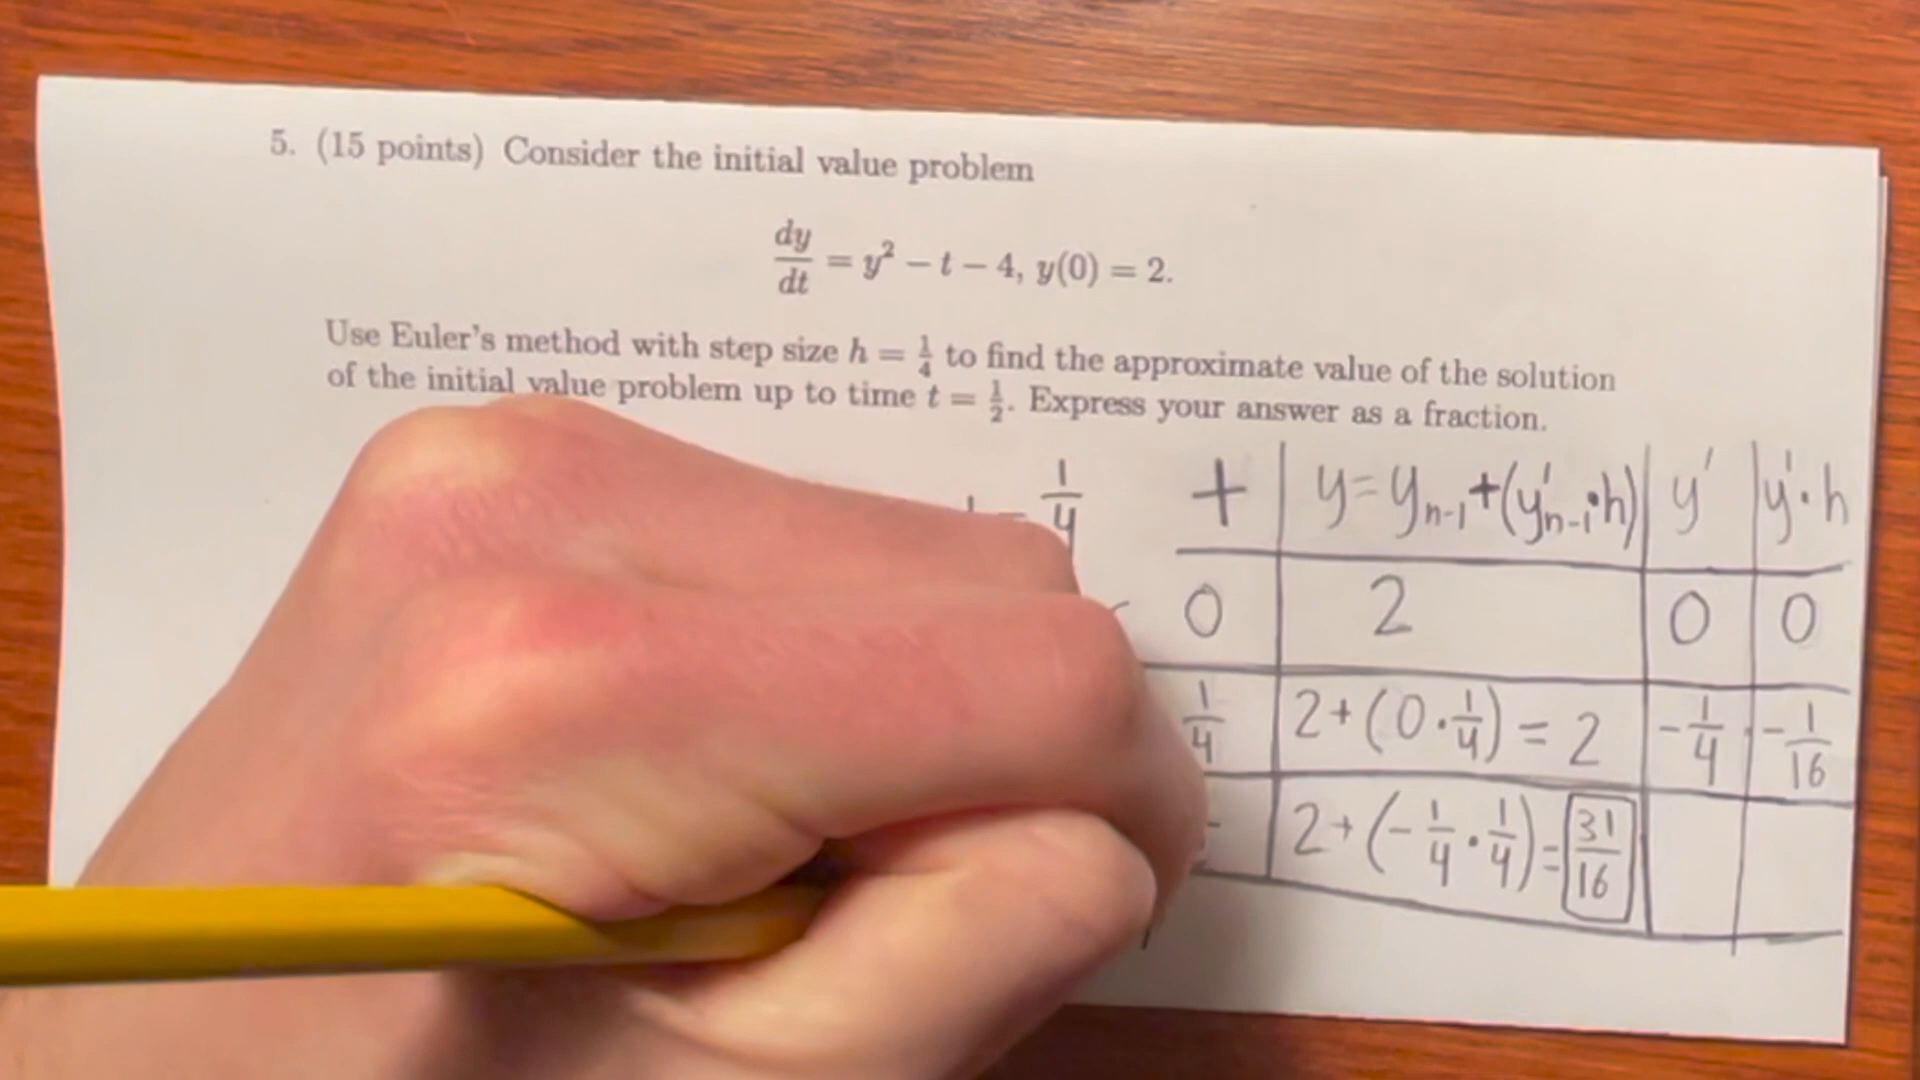 5. (15 points) Consider the initial value problem
dy/dt = y² − t − 4, y(0) = 2.
Use Euler's method with step size h = 1/4 to find the approximate value of the solution
of the initial value problem up to time t = 1/2. Express your answer as a fraction.
1/4
t | y = yₙ₋₁ + (y'ₙ₋₁ · h) | y' | y' · h
0 | 2 | 0 | 0
1/4 | 2 + (0 · 1/4) = 2 | -1/4 | -1/16
2 + (-1/4 · 1/4) = 31/16